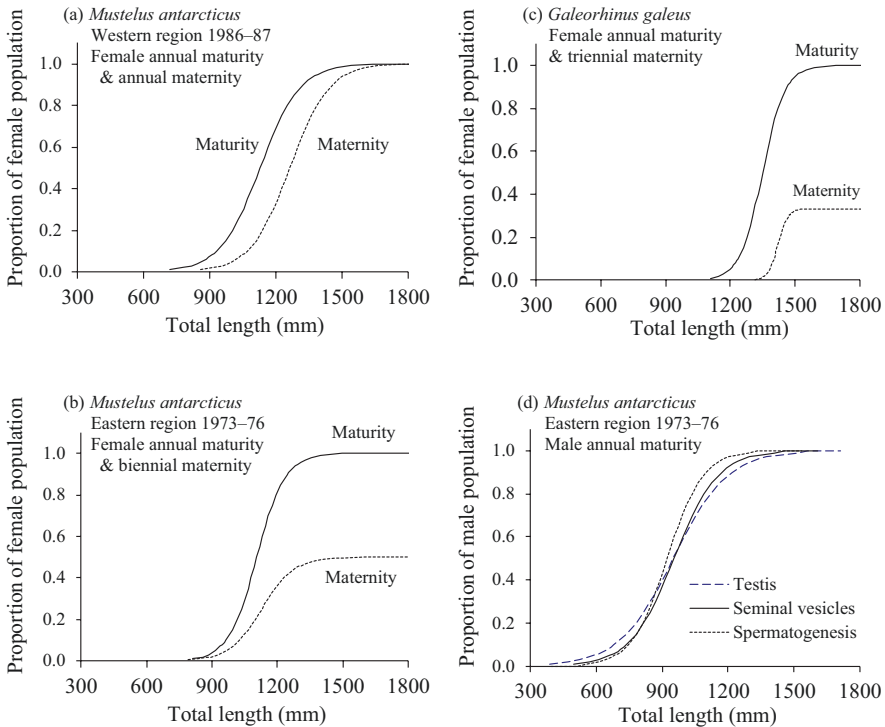 (a) Mustelus antarcticus
Western region 1986–87
Female annual maturity
& annual maternity
Proportion of female population
1.0
0.8
0.6
0.4
0.2
0.0
Maturity
Maternity
300 600 900 1200 1500 1800
Total length (mm)
(c) Galeorhinus galeus
Female annual maturity
& triennial maternity
Proportion of female population
1.0
0.8
0.6
0.4
0.2
0.0
Maturity
Maternity
300 600 900 1200 1500 1800
Total length (mm)
(b) Mustelus antarcticus
Eastern region 1973–76
Female annual maturity
& biennial maternity
Proportion of female population
1.0
0.8
0.6
0.4
0.2
0.0
Maturity
Maternity
300 600 900 1200 1500 1800
Total length (mm)
(d) Mustelus antarcticus
Eastern region 1973–76
Male annual maturity
Proportion of male population
1.0
0.8
0.6
0.4
0.2
0.0
Testis
Seminal vesicles
Spermatogenesis
300 600 900 1200 1500 1800
Total length (mm)